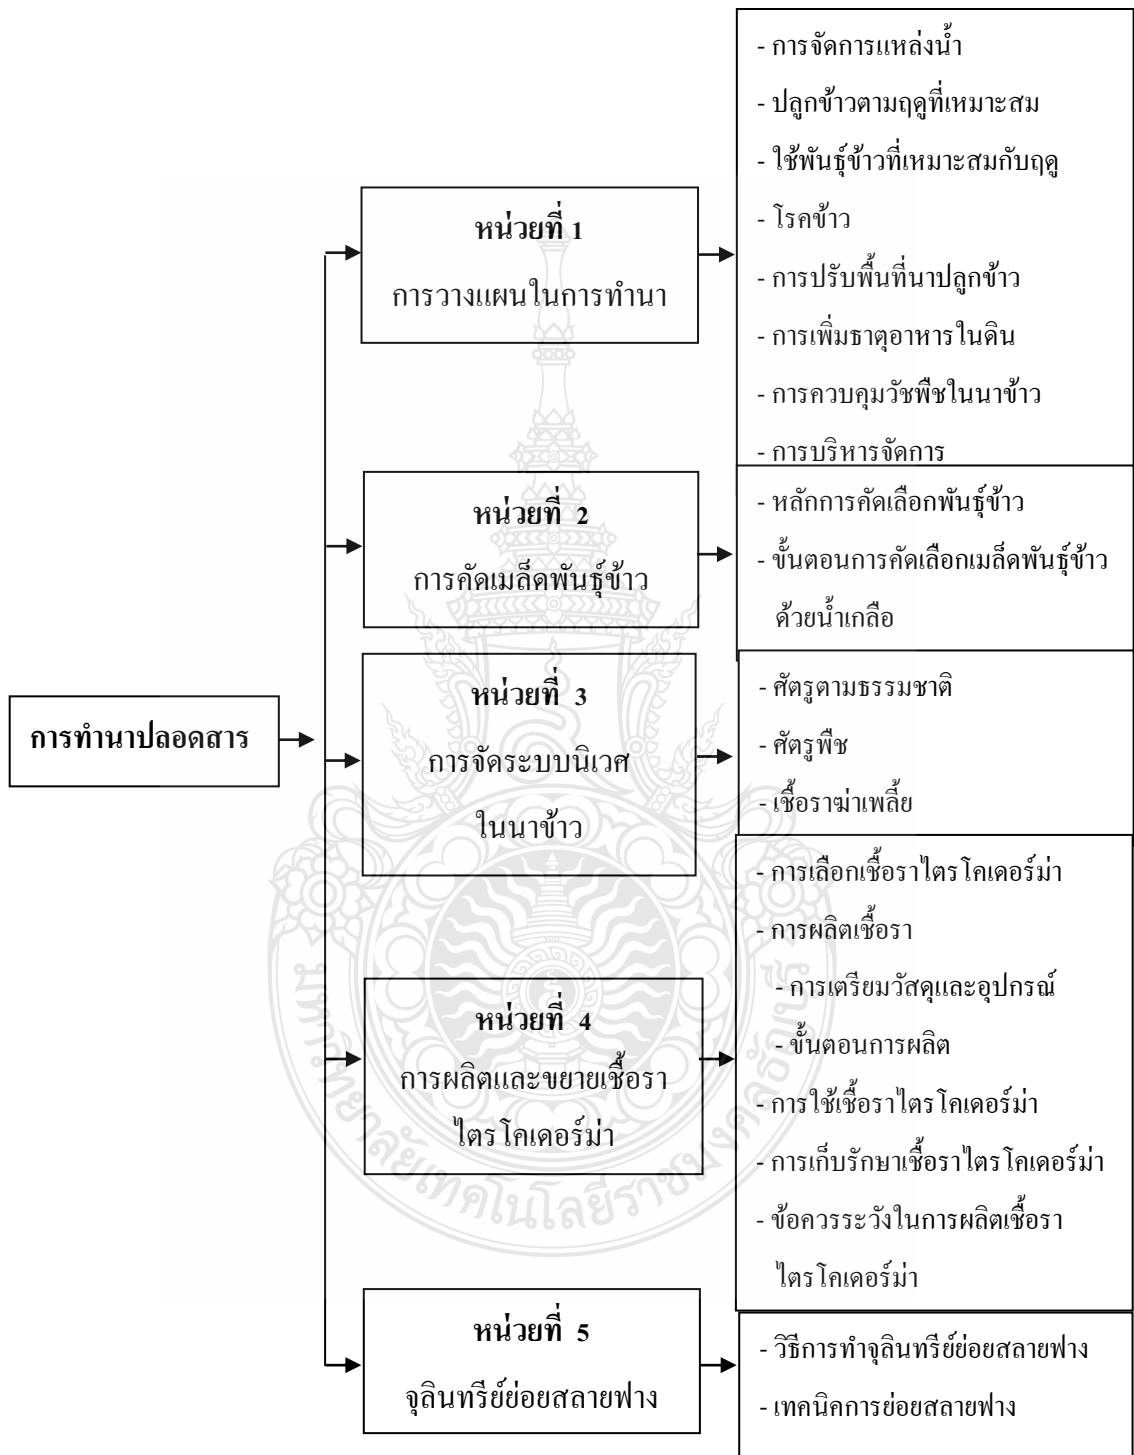 การทำนาปลอดสาร
หน่วยที่ 1
การวางแผนในการทำนา
- การจัดการแหล่งน้ำ
- ปลูกข้าวตามฤดูที่เหมาะสม
- ใช้พันธุ์ข้าวที่เหมาะสมกับฤดู
- โรคข้าว
- การปรับพื้นที่นาปลูกข้าว
- การเพิ่มธาตุอาหารในดิน
- การควบคุมวัชพืชในนาข้าว
- การบริหารจัดการ
หน่วยที่ 2
การคัดเมล็ดพันธุ์ข้าว
- หลักการคัดเลือกพันธุ์ข้าว
- ขั้นตอนการคัดเลือกเมล็ดพันธุ์ข้าว
ด้วยน้ำเกลือ
หน่วยที่ 3
การจัดระบบนิเวศ
ในนาข้าว
- ศัตรูตามธรรมชาติ
- ศัตรูพืช
- เชื้อราฆ่าเพลี้ย
หน่วยที่ 4
การผลิตและขยายเชื้อรา
ไตรโคเดอร์ม่า
- การเลือกเชื้อราไตรโคเดอร์ม่า
- การผลิตเชื้อรา
- การเตรียมวัสดุและอุปกรณ์
- ขั้นตอนการผลิต
- การใช้เชื้อราไตรโคเดอร์ม่า
- การเก็บรักษาเชื้อราไตรโคเดอร์ม่า
- ข้อควรระวังในการผลิตเชื้อรา
ไตรโคเดอร์ม่า
หน่วยที่ 5
จุลินทรีย์ย่อยสลายฟาง
- วิธีการทำจุลินทรีย์ย่อยสลายฟาง
- เทคนิคการย่อยสลายฟาง
มหาวิทยาลัยเทคโนโลยีราชมงคลธัญบุรี